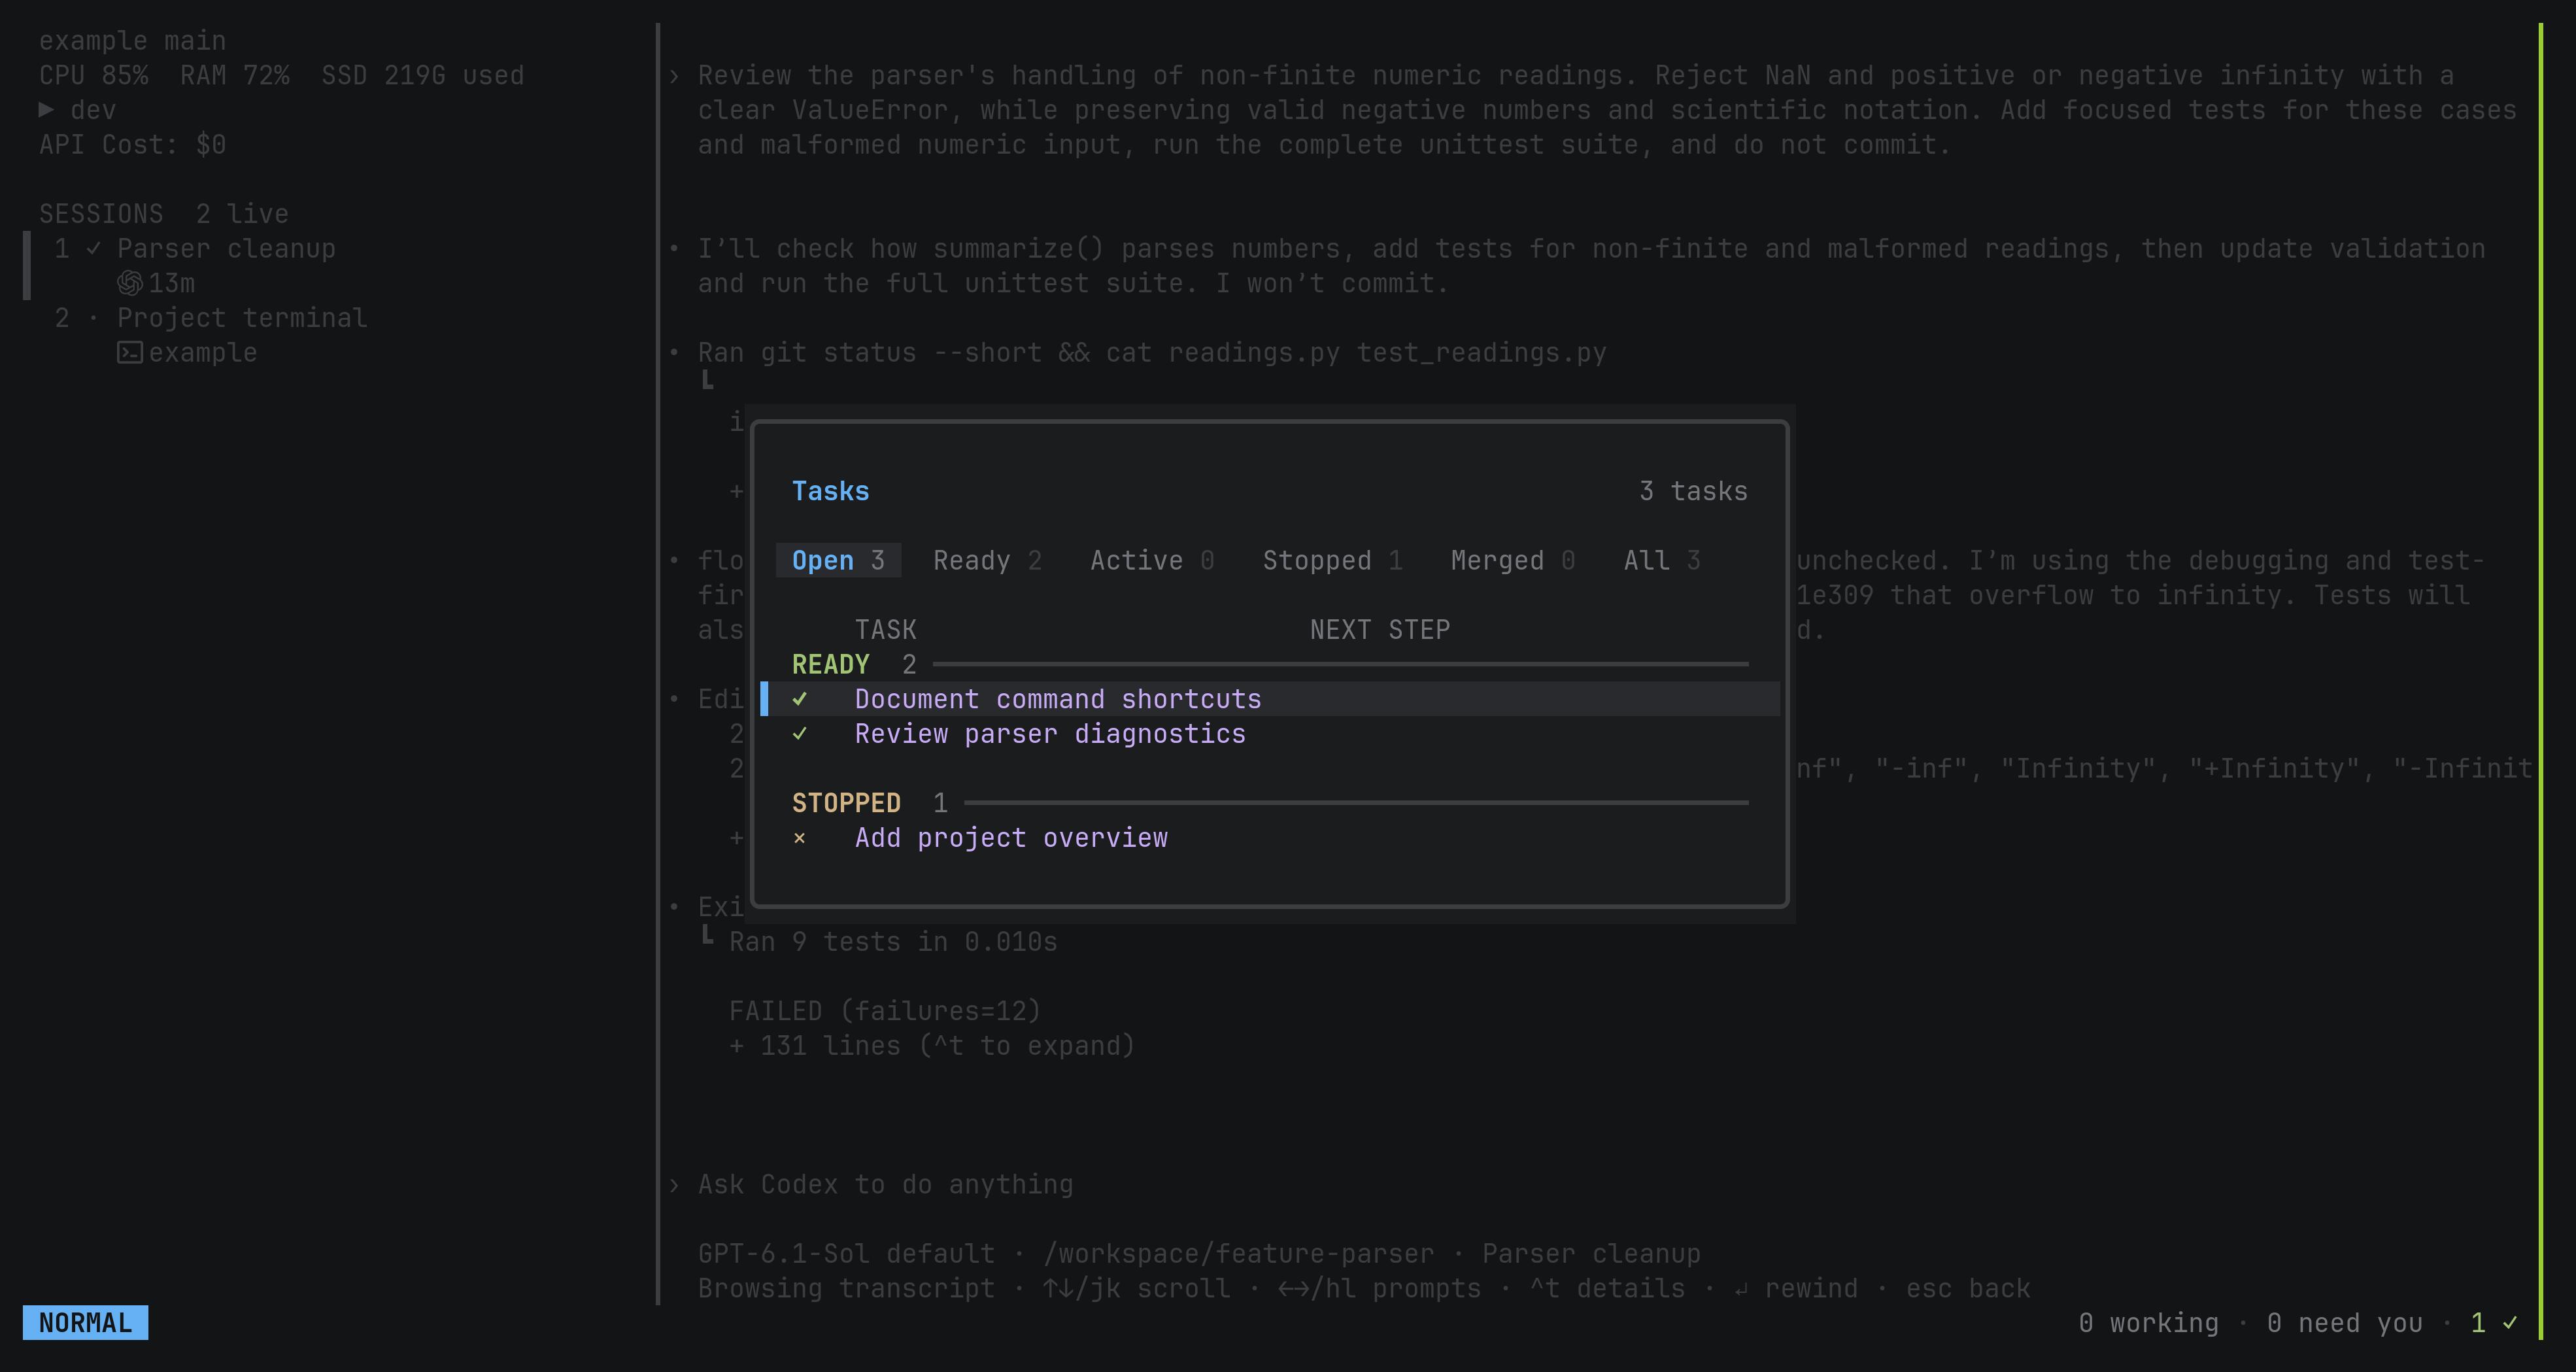 example main
CPU 85%  RAM 72%  SSD 219G used
▶ dev
API Cost: $0
SESSIONS  2 live
1 ✓ Parser cleanup
13m
2 · Project terminal
example
› Review the parser's handling of non-finite numeric readings. Reject NaN and positive or negative infinity with a
clear ValueError, while preserving valid negative numbers and scientific notation. Add focused tests for these cases
and malformed numeric input, run the complete unittest suite, and do not commit.
• I’ll check how summarize() parses numbers, add tests for non-finite and malformed readings, then update validation
and run the full unittest suite. I won’t commit.
• Ran git status --short && cat readings.py test_readings.py
└
i
+
• flo
unchecked. I’m using the debugging and test-
fir
1e309 that overflow to infinity. Tests will
als
d.
• Edi
2
2
nf", "-inf", "Infinity", "+Infinity", "-Infinit
+
• Exi
Tasks
3 tasks
Open 3   Ready 2   Active 0   Stopped 1   Merged 0   All 3
TASK   NEXT STEP
READY  2
✓   Document command shortcuts
✓   Review parser diagnostics
STOPPED  1
×   Add project overview
└ Ran 9 tests in 0.010s
FAILED (failures=12)
+ 131 lines (^t to expand)
› Ask Codex to do anything
GPT-6.1-Sol default · /workspace/feature-parser · Parser cleanup
Browsing transcript · ↑↓/jk scroll · ←→/hl prompts · ^t details · ↵ rewind · esc back
NORMAL
0 working · 0 need you · 1 ✓